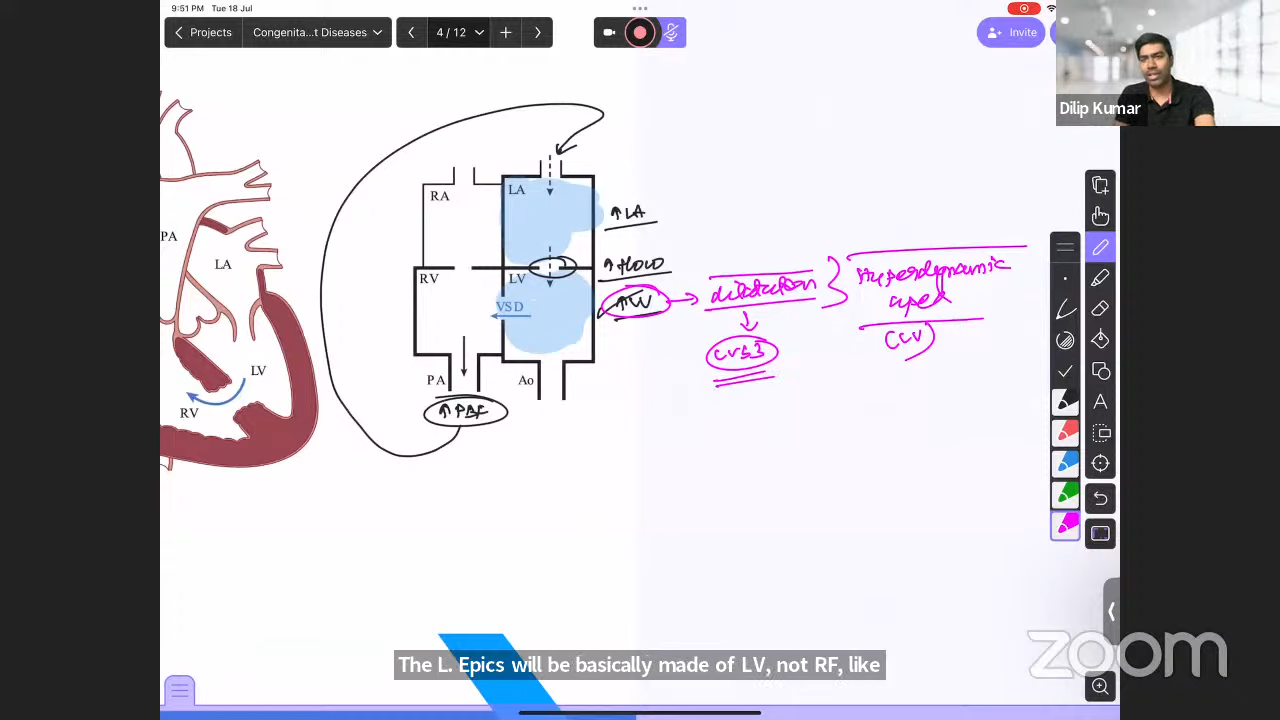 9:51 PM Tue 18 Jul
Projects
Congenita...t Diseases
4 / 12
Invite
Dilip Kumar
RA
LA
↑ LA
PA
LA
↑ flow
RV
LV
VSD
↑ LV
dilatation
Hyperdynamic
apex
(LV)
LVS3
LV
RV
PA
Ao
↑ PBF
The L. Epics will be basically made of LV, not RF, like
zoom